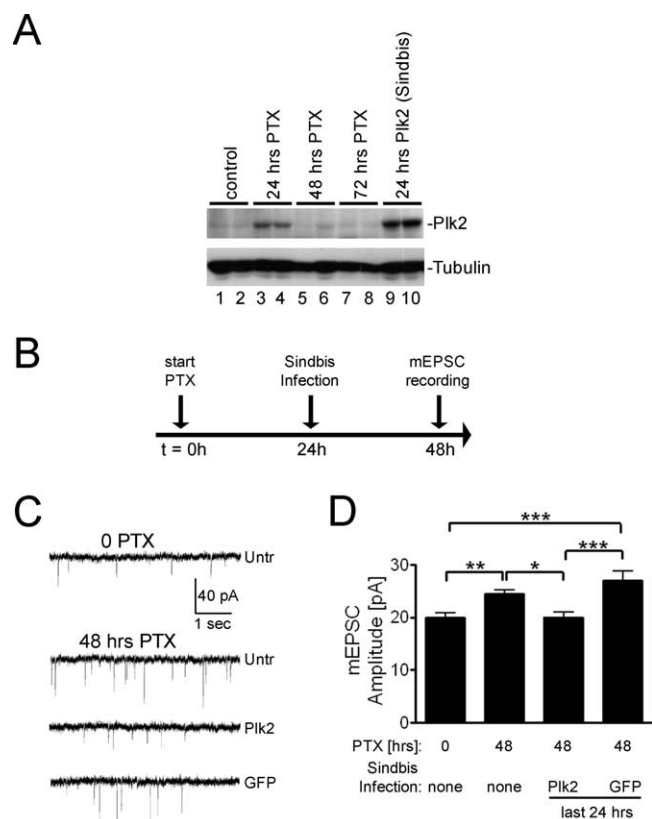 A
control
24 hrs PTX
48 hrs PTX
72 hrs PTX
24 hrs Plk2 (Sindbis)
-Plk2
-Tubulin
1 2 3 4 5 6 7 8 9 10
B
start
PTX
Sindbis
Infection
mEPSC
recording
t = 0h
24h
48h
C
0 PTX
Untr
40 pA
1 sec
48 hrs PTX
Untr
Plk2
GFP
D
***
** * ***
mEPSC
Amplitude [pA]
30
20
10
0
PTX [hrs]: 0 48 48 48
Sindbis
Infection: none none Plk2 GFP
last 24 hrs